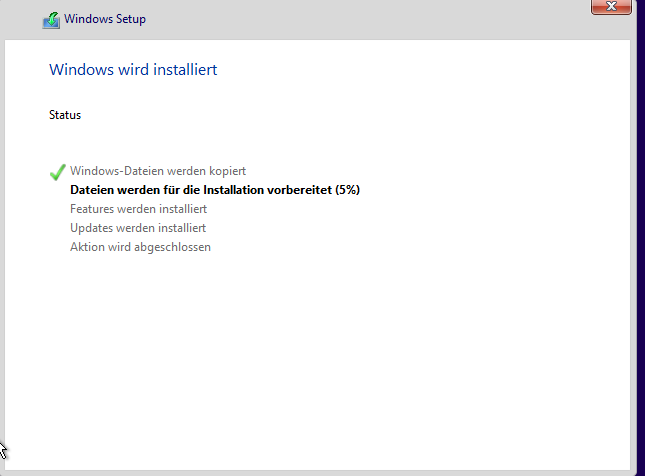 Windows Setup
Windows wird installiert
Status
Windows-Dateien werden kopiert
Dateien werden für die Installation vorbereitet (5%)
Features werden installiert
Updates werden installiert
Aktion wird abgeschlossen